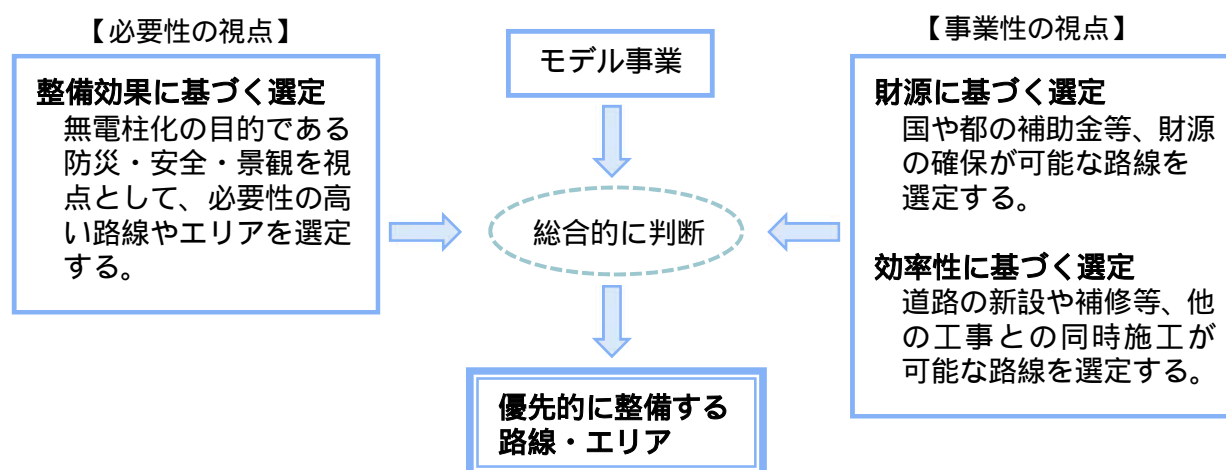 【必要性の視点】
整備効果に基づく選定
無電柱化の目的である
防災・安全・景観を視
点として、必要性の高
い路線やエリアを選定
する。
モデル事業
総合的に判断
優先的に整備する
路線・エリア
【事業性の視点】
財源に基づく選定
国や都の補助金等、財源
の確保が可能な路線を
選定する。
効率性に基づく選定
道路の新設や補修等、他
の工事との同時施工が
可能な路線を選定する。